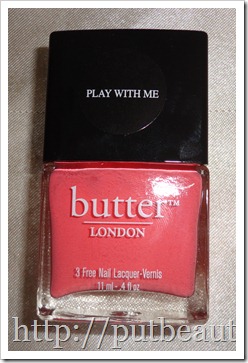 PLAY WITH ME
butter™
LONDON
3 Free Nail Lacquer-Vernis
11 ml - .4 fl.oz.
http://putbeaut